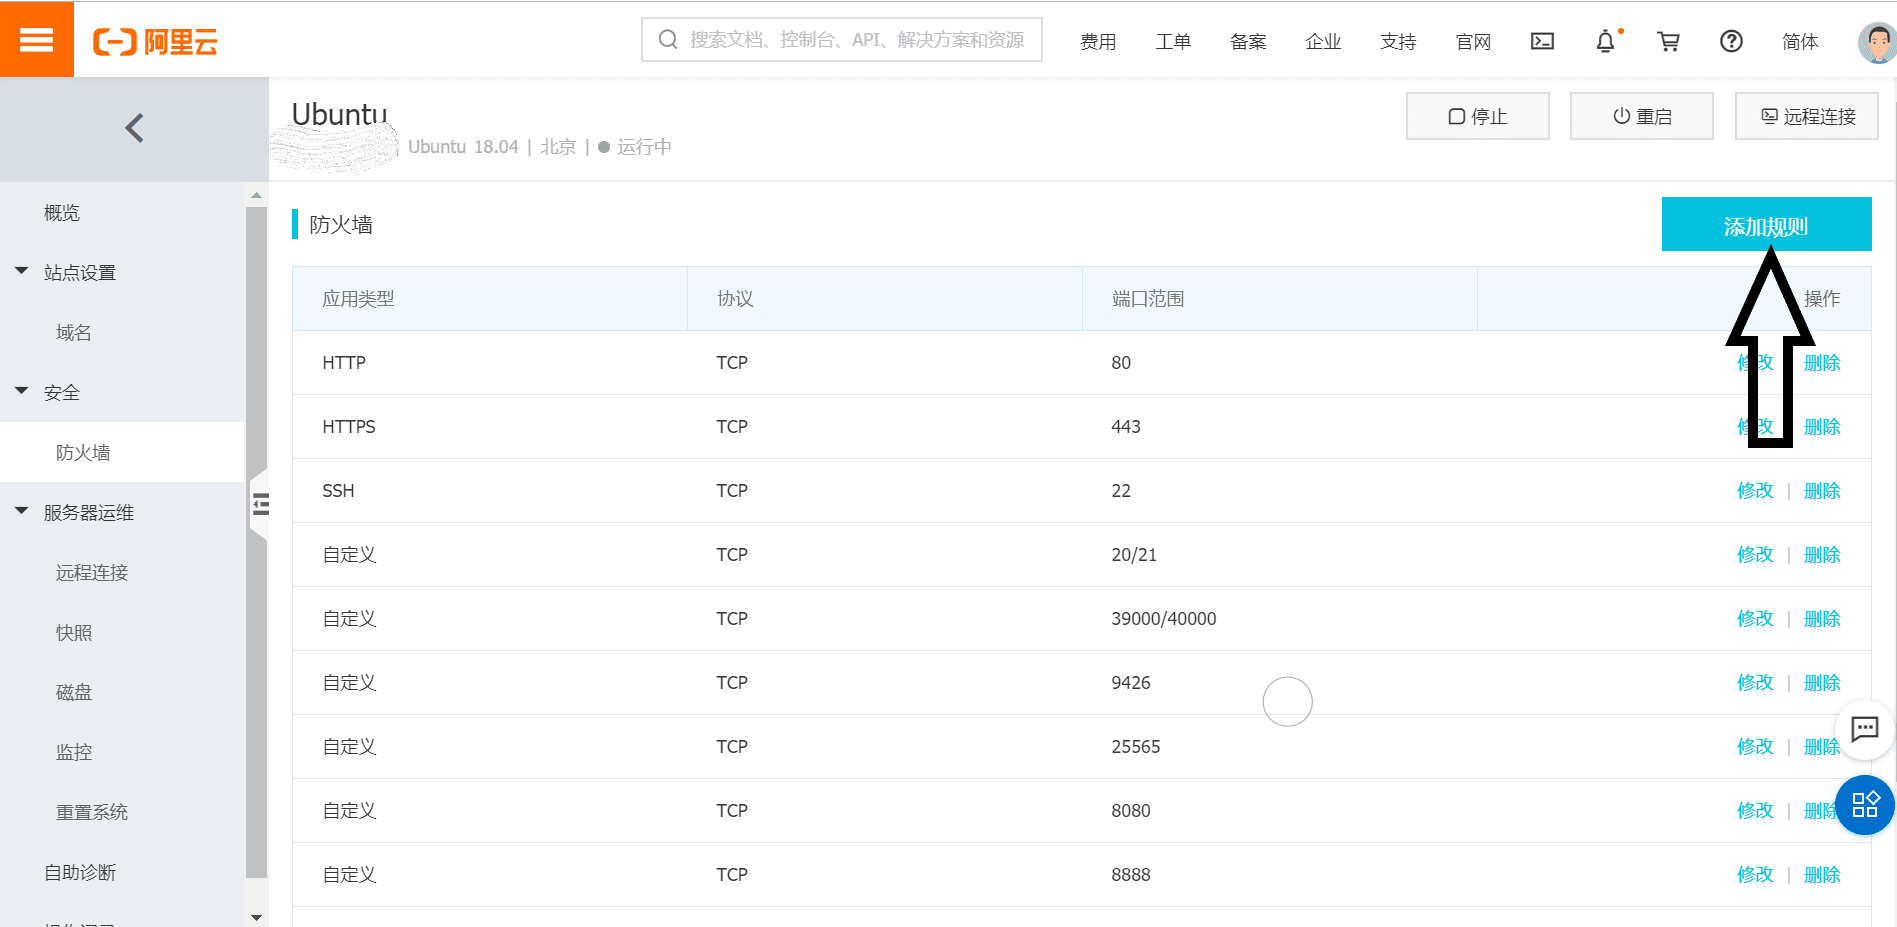 阿里云
搜索文档、控制台、API、解决方案和资源
费用 工单 备案 企业 支持 官网 简体
Ubuntu
Ubuntu 18.04 | 北京 | 运行中
停止 重启 远程连接
概览
站点设置
域名
安全
防火墙
服务器运维
远程连接
快照
磁盘
监控
重置系统
自助诊断
防火墙
添加规则
应用类型 协议 端口范围 操作
HTTP TCP 80 修改 删除
HTTPS TCP 443 修改 删除
SSH TCP 22 修改 | 删除
自定义 TCP 20/21 修改 | 删除
自定义 TCP 39000/40000 修改 | 删除
自定义 TCP 9426 修改 | 删除
自定义 TCP 25565 修改 | 删除
自定义 TCP 8080 修改 | 删除
自定义 TCP 8888 修改 | 删除